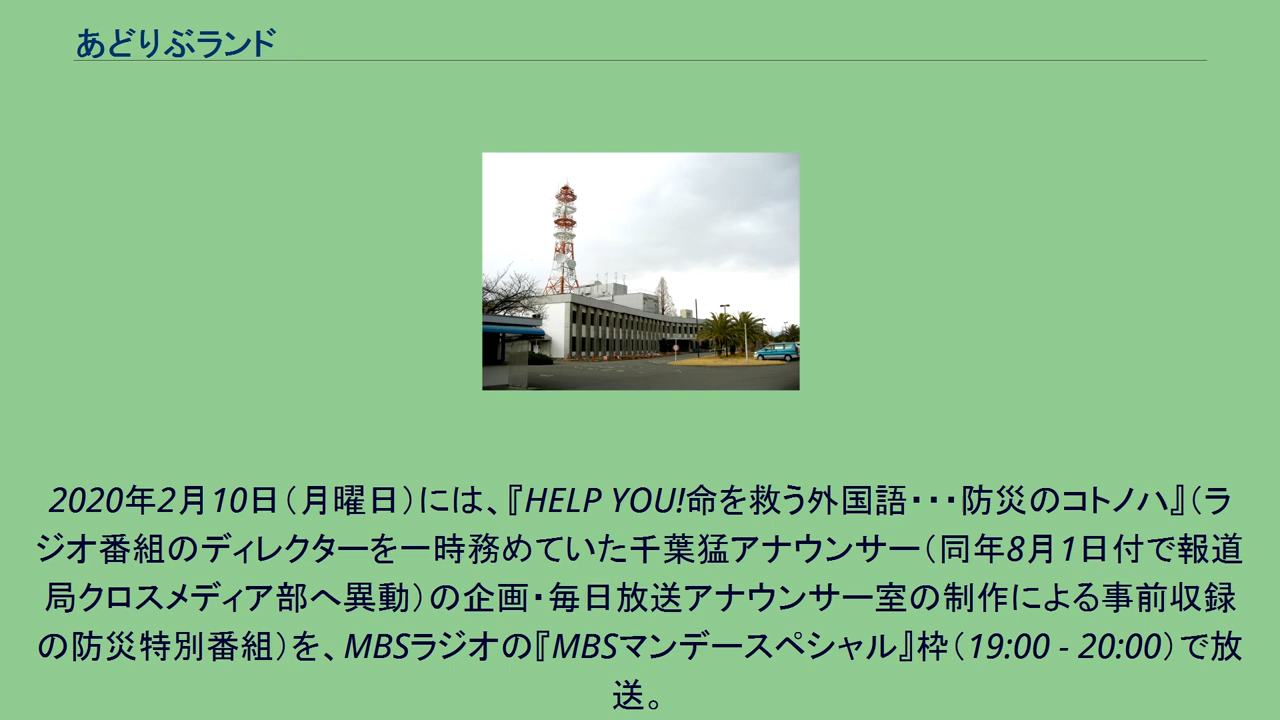 あどりぶランド
2020年2月10日（月曜日）には、『HELP YOU!命を救う外国語・・・防災のコトノハ』（ラ
ジオ番組のディレクターを一時務めていた千葉猛アナウンサー（同年8月1日付で報道
局クロスメディア部へ異動）の企画・毎日放送アナウンサー室の制作による事前収録
の防災特別番組）を、MBSラジオの『MBSマンデースペシャル』枠（19:00 - 20:00）で放
送。